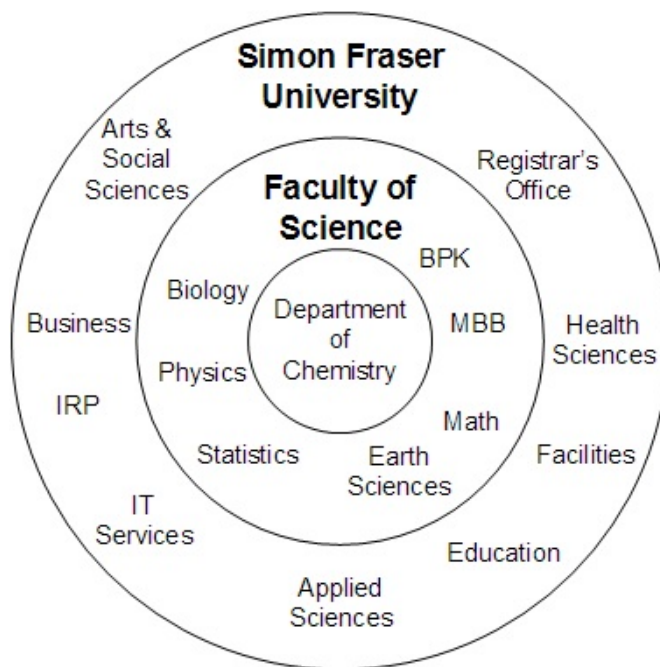 Simon Fraser
University
Arts &
Social
Sciences
Registrar's
Office
Faculty of
Science
BPK
Biology
Department
of
Chemistry
MBB
Business
Health
Sciences
Physics
IRP
Math
Statistics
Earth
Sciences
Facilities
IT
Services
Education
Applied
Sciences